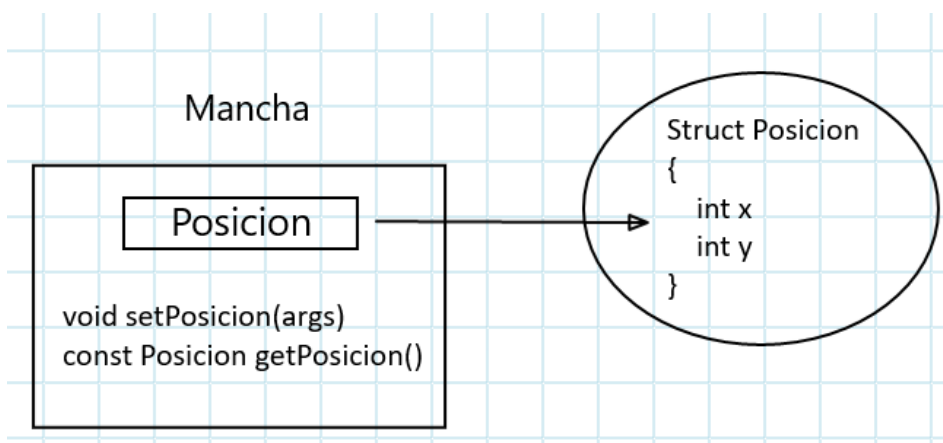 Mancha
Posicion
void setPosicion(args)
const Posicion getPosicion()
Struct Posicion
{
int x
int y
}